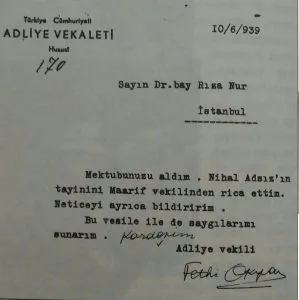 Türkiye Cümhuriyeti
ADLİYE VEKALETİ
Hususî
170
10/6/939
Sayın Dr.bay Rıza Nur
İstanbul
Mektubunuzu aldım . Nihal Adsız'ın
tayinini Maarif vekilinden rica ettim.
Neticeyi ayrıca bildiririm .
Bu vesile ile de saygılarımı
sunarım . Kardeşim
Adliye vekili
Fethi Okyar